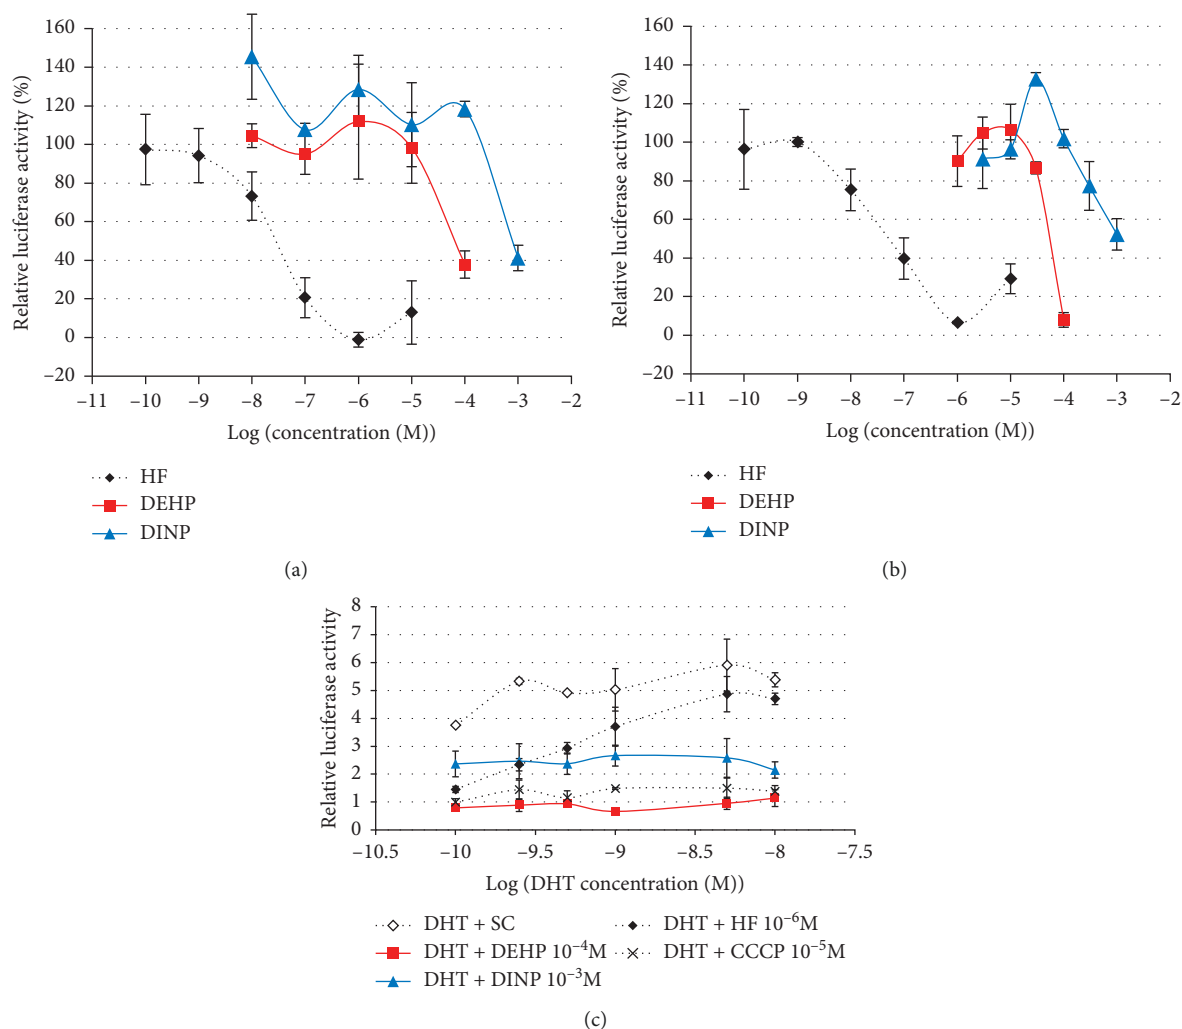 Relative luciferase activity (%)
160
140
120
100
80
60
40
20
0
–20
–11 –10 –9 –8 –7 –6 –5 –4 –3 –2
Log (concentration (M))
HF
DEHP
DINP
(a)
Relative luciferase activity (%)
160
140
120
100
80
60
40
20
0
–20
–11 –10 –9 –8 –7 –6 –5 –4 –3 –2
Log (concentration (M))
HF
DEHP
DINP
(b)
Relative luciferase activity
8
7
6
5
4
3
2
1
0
–10.5 –10 –9.5 –9 –8.5 –8 –7.5
Log (DHT concentration (M))
DHT + SC
DHT + DEHP 10⁻⁴M
DHT + DINP 10⁻³M
DHT + HF 10⁻⁶M
DHT + CCCP 10⁻⁵M
(c)